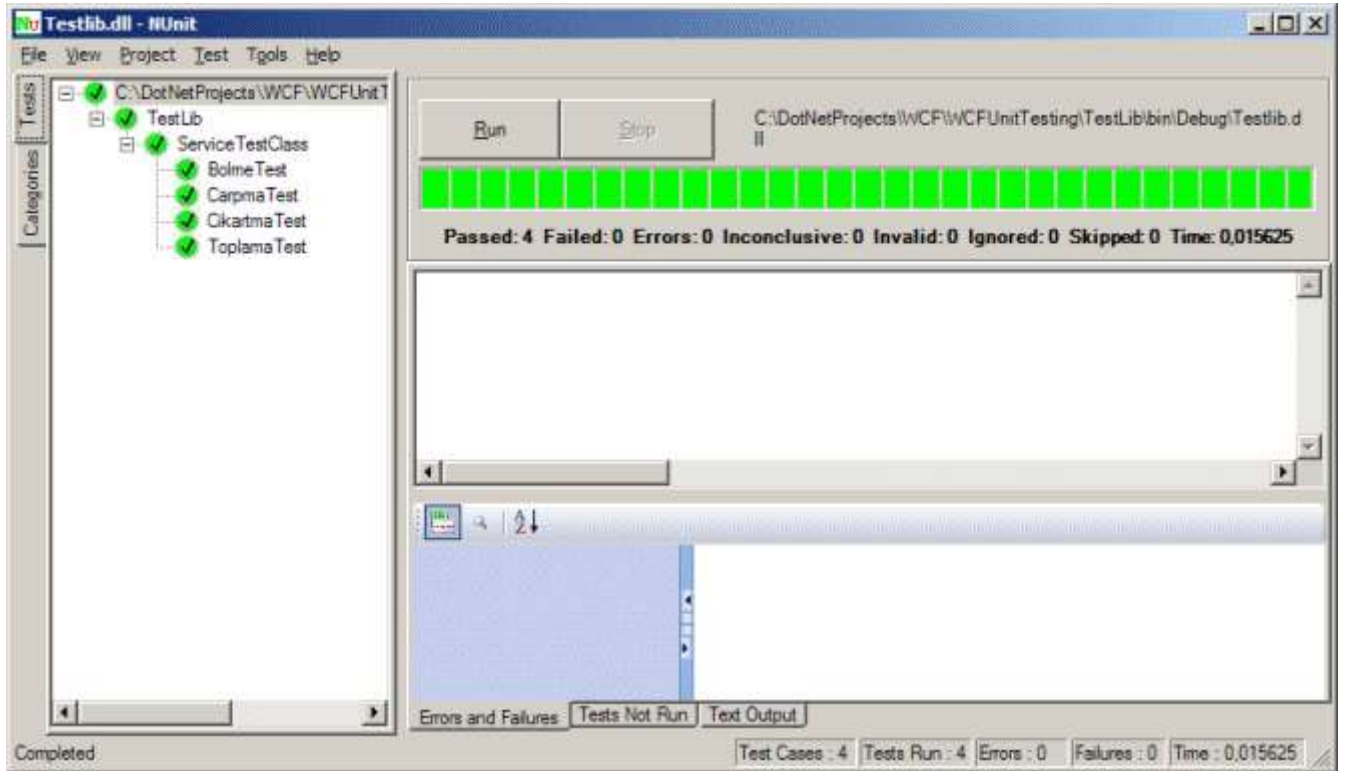 Testlib.dll - NUnit
File View Project Test Tools Help
Tests
Categories
C:\DotNetProjects\WCF\WCFUnitT
TestLib
ServiceTestClass
BolmeTest
CarpmaTest
CikartmaTest
ToplamaTest
Run
Stop
C:\DotNetProjects\WCF\WCFUnitTesting\TestLib\bin\Debug\Testlib.d
ll
Passed: 4 Failed: 0 Errors: 0 Inconclusive: 0 Invalid: 0 Ignored: 0 Skipped: 0 Time: 0,015625
Errors and Failures Tests Not Run Text Output
Completed
Test Cases : 4 Tests Run : 4 Errors : 0 Failures : 0 Time : 0,015625